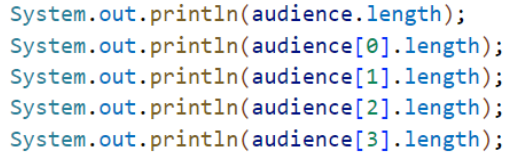 System.out.println(audience.length);
System.out.println(audience[0].length);
System.out.println(audience[1].length);
System.out.println(audience[2].length);
System.out.println(audience[3].length);